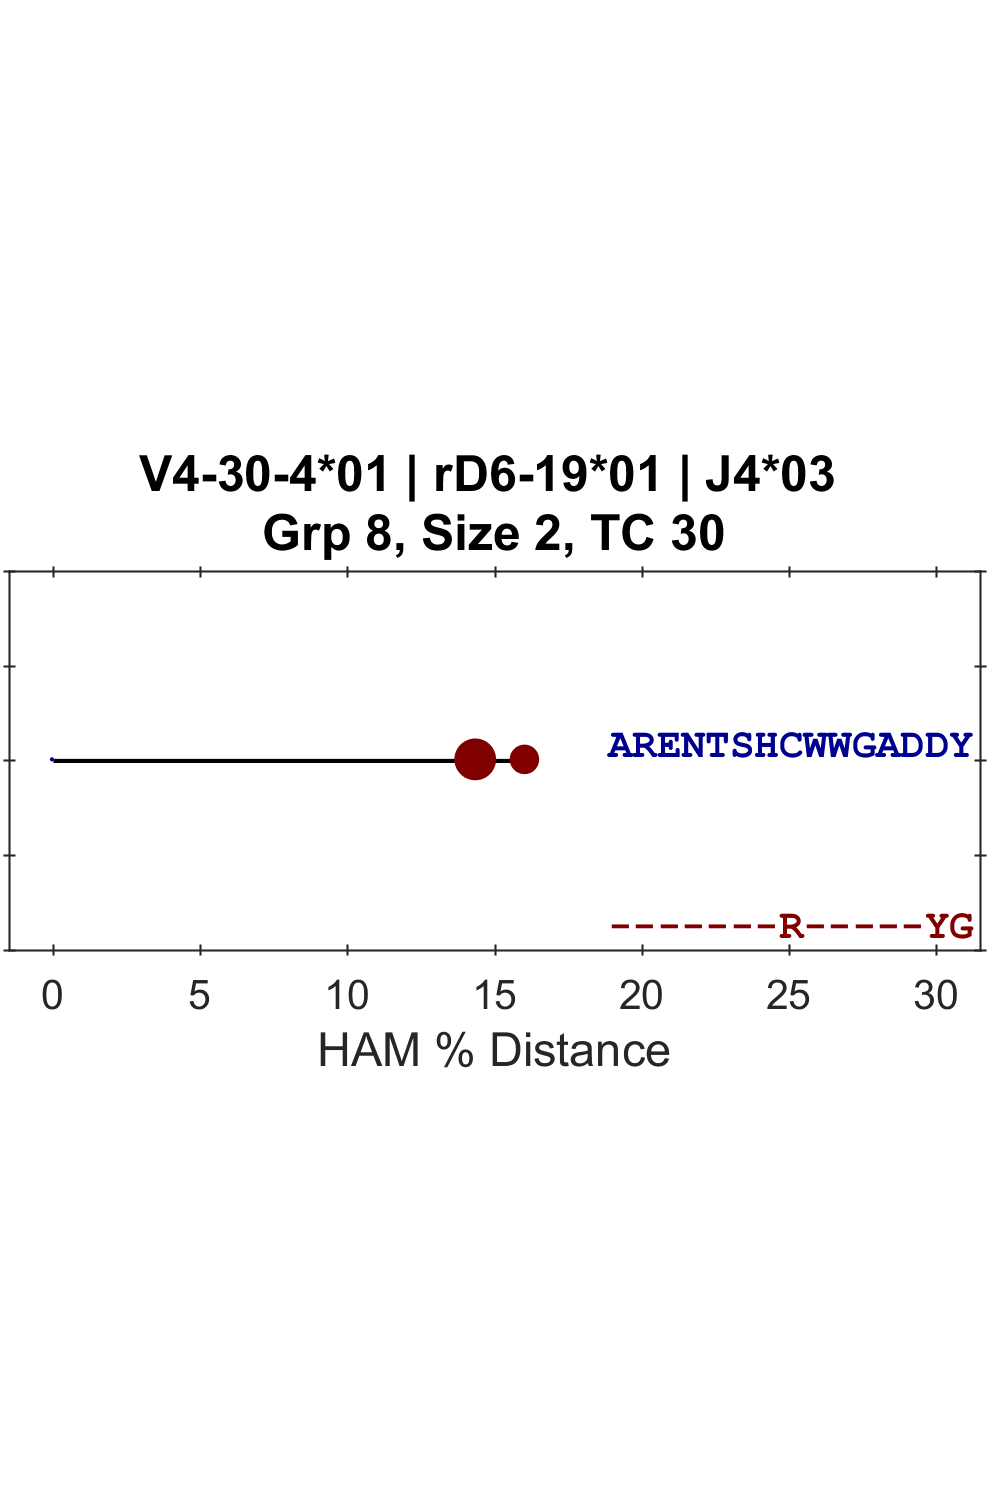 V4-30-4*01 | rD6-19*01 | J4*03
Grp 8, Size 2, TC 30
ARENTSHCWWGADDY
-------R-----YG
0 5 10 15 20 25 30
HAM % Distance